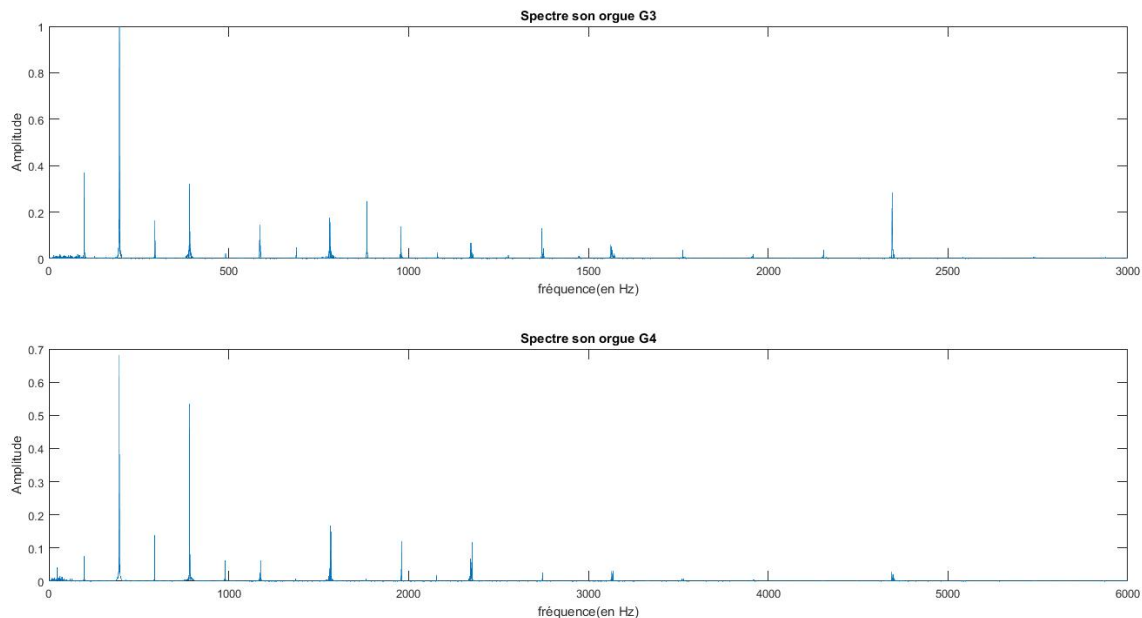 Spectre son orgue G3
1
0.8
0.6
0.4
0.2
0
Amplitude
0 500 1000 1500 2000 2500 3000
fréquence(en Hz)
Spectre son orgue G4
0.7
0.6
0.5
0.4
0.3
0.2
0.1
0
Amplitude
0 1000 2000 3000 4000 5000 6000
fréquence(en Hz)